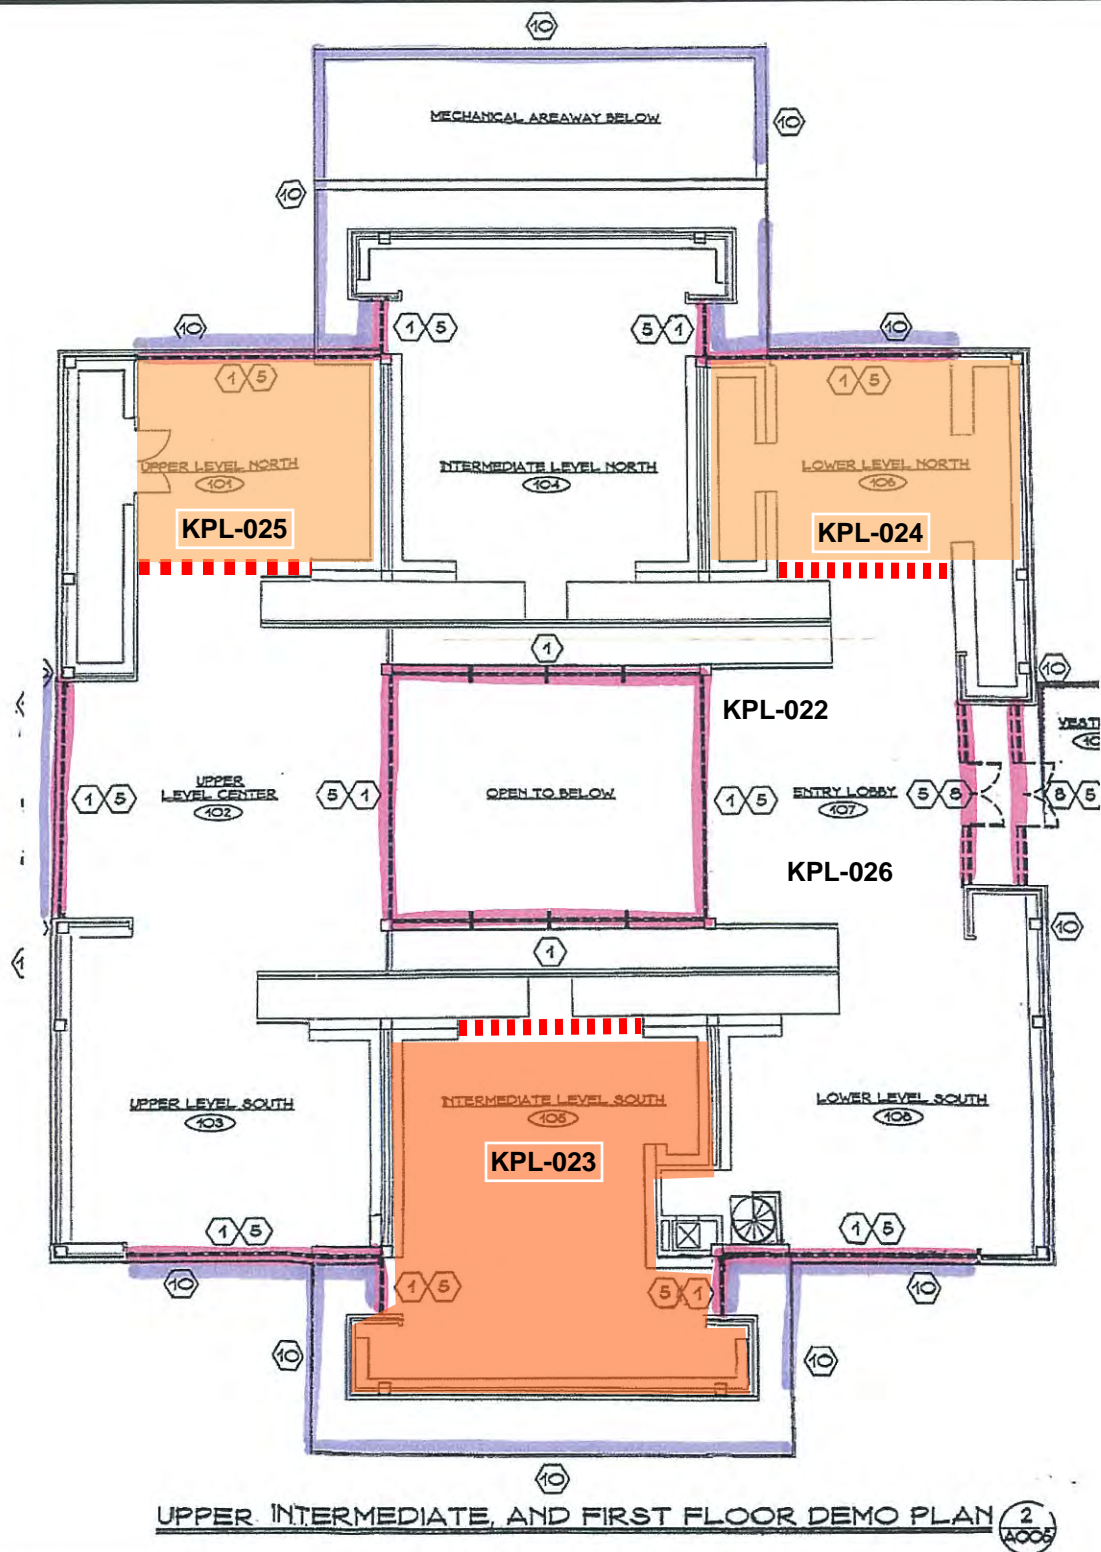 10
MECHANICAL AREAWAY BELOW
10
10
1 5
5 1
10
10
1 5
1 5
UPPER LEVEL NORTH
101
INTERMEDIATE LEVEL NORTH
104
LOWER LEVEL NORTH
106
KPL-025
KPL-024
1
10
KPL-022
VEST
10
UPPER
LEVEL CENTER
102
1 5
5 1
OPEN TO BELOW
1 5
ENTRY LOBBY
107
5 8
8 5
KPL-026
10
1
UPPER LEVEL SOUTH
103
INTERMEDIATE LEVEL SOUTH
105
LOWER LEVEL SOUTH
108
KPL-023
1 5
1 5
10
1 5
5 1
10
10
10
10
UPPER INTERMEDIATE, AND FIRST FLOOR DEMO PLAN
2
A005